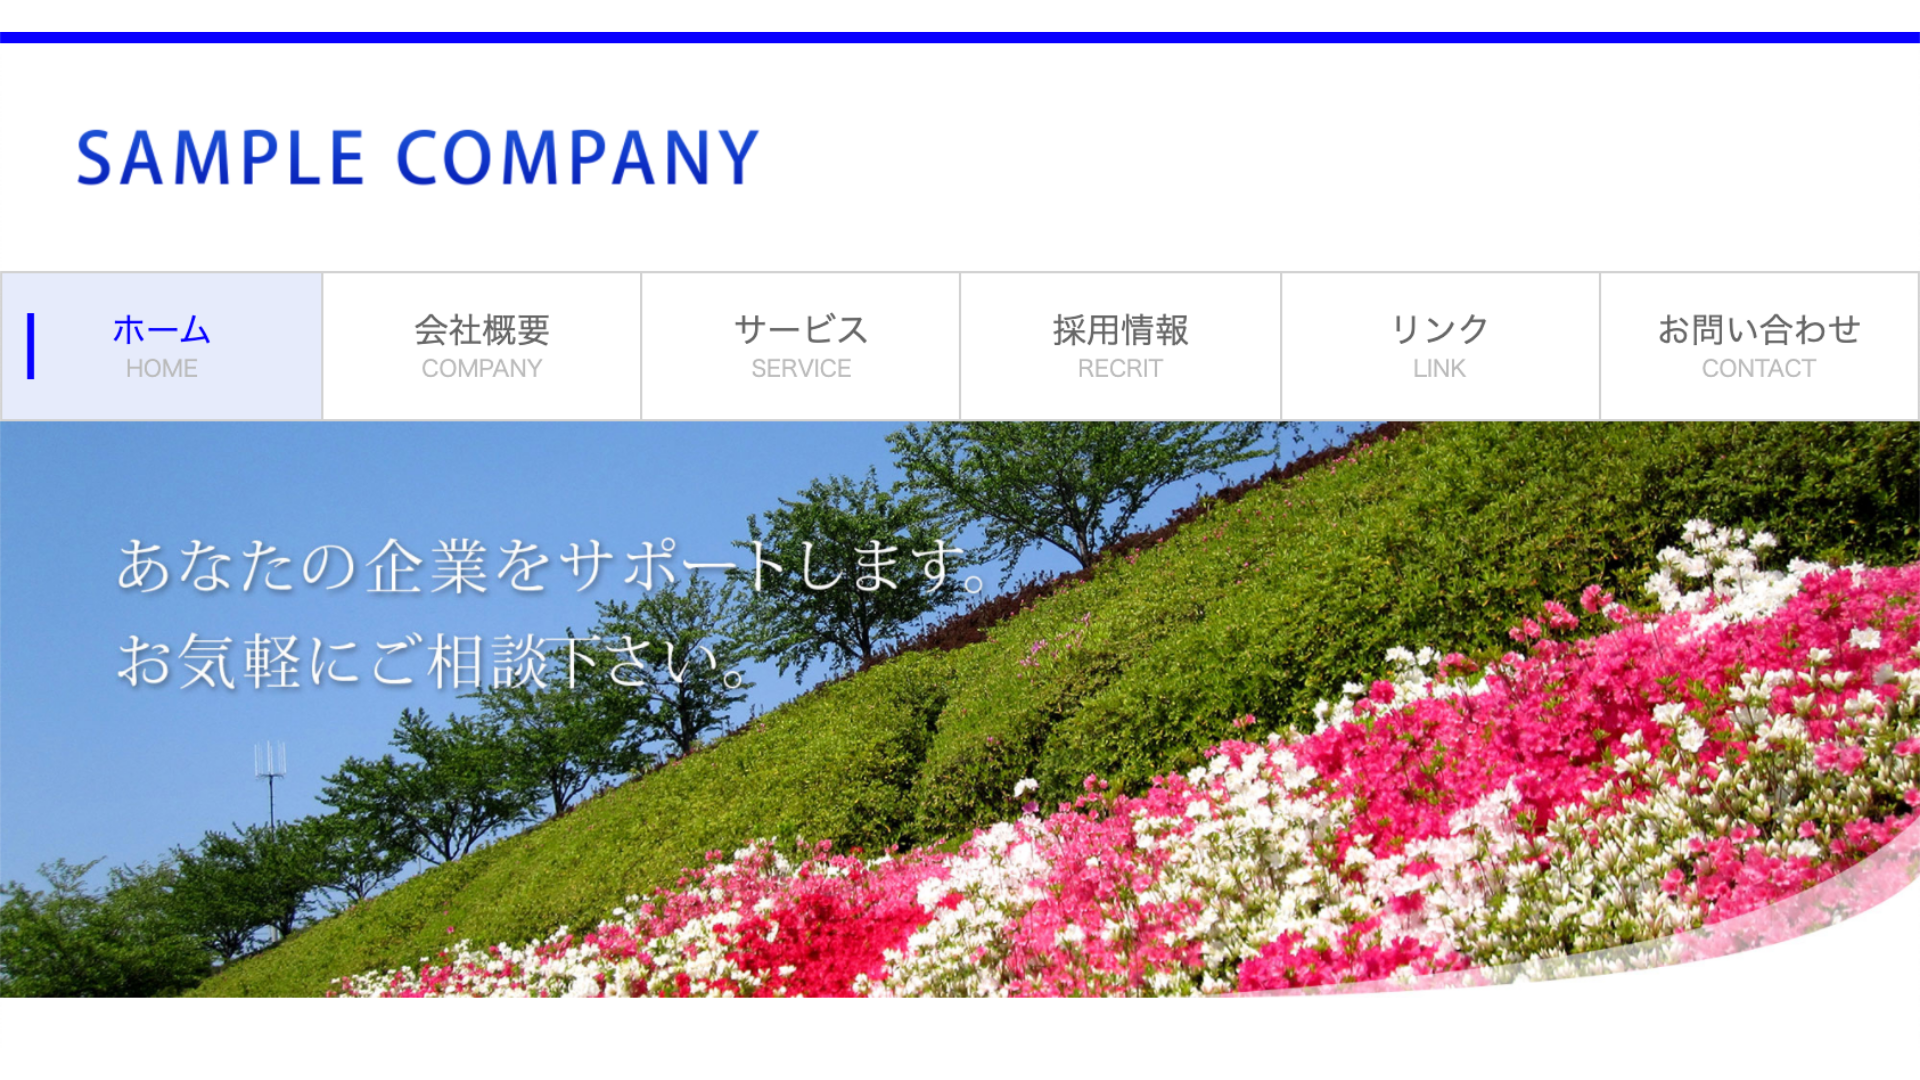 SAMPLE COMPANY
ホーム
HOME
会社概要
COMPANY
サービス
SERVICE
採用情報
RECRIT
リンク
LINK
お問い合わせ
CONTACT
あなたの企業をサポートします。
お気軽にご相談下さい。